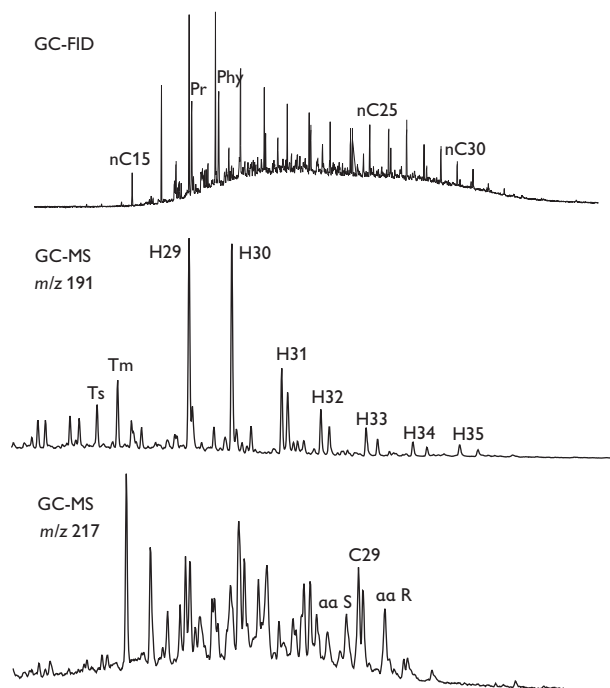 GC-FID
Pr
Phy
nC15
nC25
nC30
GC-MS
m/z 191
H29
H30
Ts
Tm
H31
H32
H33
H34
H35
GC-MS
m/z 217
C29
aa S
aa R